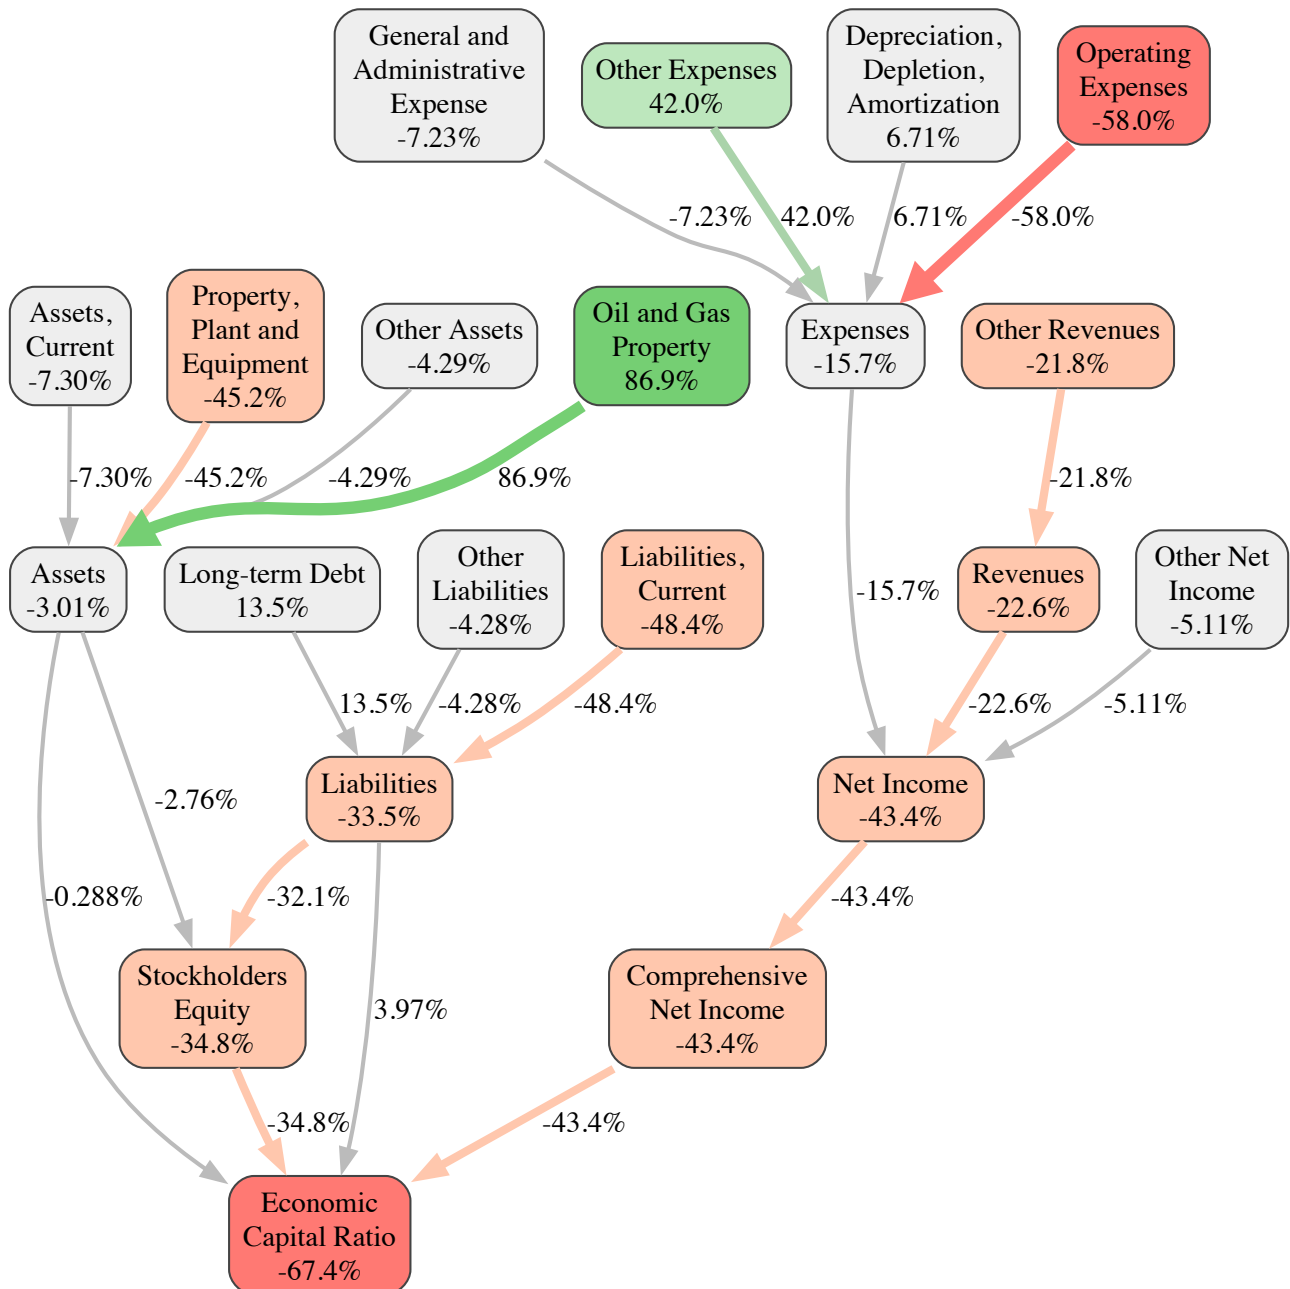 General and
Administrative
Expense
-7.23%
Other Expenses
42.0%
Depreciation,
Depletion,
Amortization
6.71%
Operating
Expenses
-58.0%
-7.23%
42.0%
6.71%
-58.0%
Assets,
Current
-7.30%
Property,
Plant and
Equipment
-45.2%
Other Assets
-4.29%
Oil and Gas
Property
86.9%
Expenses
-15.7%
Other Revenues
-21.8%
-7.30%
-45.2%
-4.29%
86.9%
-21.8%
Assets
-3.01%
Long-term Debt
13.5%
Other
Liabilities
-4.28%
Liabilities,
Current
-48.4%
-15.7%
Revenues
-22.6%
Other Net
Income
-5.11%
13.5%
-4.28%
-48.4%
-22.6%
-5.11%
-2.76%
Liabilities
-33.5%
Net Income
-43.4%
-0.288%
-32.1%
-43.4%
Stockholders
Equity
-34.8%
3.97%
Comprehensive
Net Income
-43.4%
-34.8%
-43.4%
Economic
Capital Ratio
-67.4%